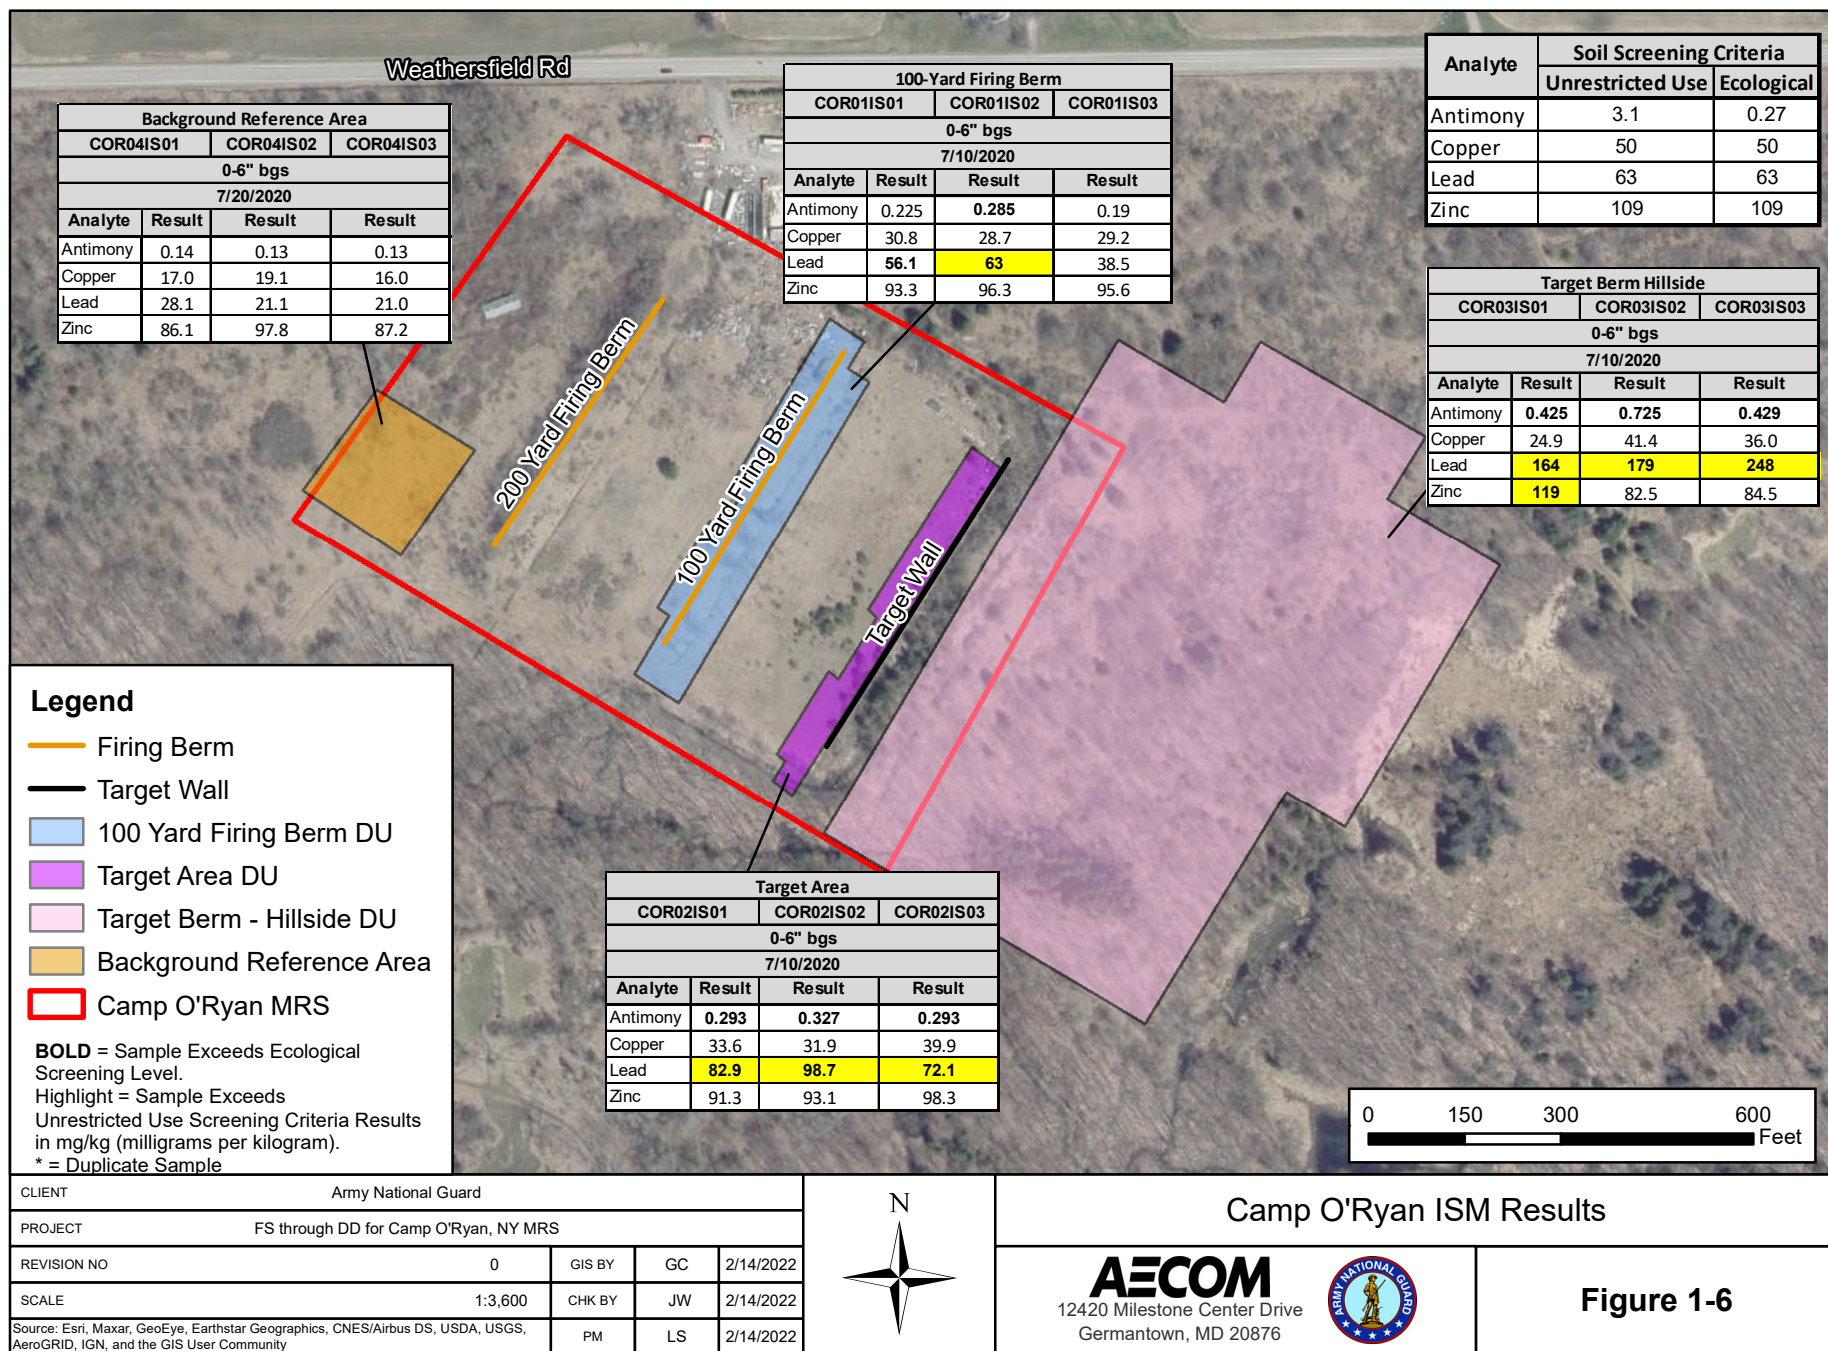 Weathersfield Rd
Background Reference Area
COR04IS01 COR04IS02 COR04IS03
0-6" bgs
7/20/2020
Analyte Result Result Result
Antimony 0.14 0.13 0.13
Copper 17.0 19.1 16.0
Lead 28.1 21.1 21.0
Zinc 86.1 97.8 87.2
100-Yard Firing Berm
COR01IS01 COR01IS02 COR01IS03
0-6" bgs
7/10/2020
Analyte Result Result Result
Antimony 0.225 0.285 0.19
Copper 30.8 28.7 29.2
Lead 56.1 63 38.5
Zinc 93.3 96.3 95.6
Analyte Soil Screening Criteria
Unrestricted Use Ecological
Antimony 3.1 0.27
Copper 50 50
Lead 63 63
Zinc 109 109
Target Berm Hillside
COR03IS01 COR03IS02 COR03IS03
0-6" bgs
7/10/2020
Analyte Result Result Result
Antimony 0.425 0.725 0.429
Copper 24.9 41.4 36.0
Lead 164 179 248
Zinc 119 82.5 84.5
200 Yard Firing Berm
100 Yard Firing Berm
Target Wall
Target Area
COR02IS01 COR02IS02 COR02IS03
0-6" bgs
7/10/2020
Analyte Result Result Result
Antimony 0.293 0.327 0.293
Copper 33.6 31.9 39.9
Lead 82.9 98.7 72.1
Zinc 91.3 93.1 98.3
Legend
Firing Berm
Target Wall
100 Yard Firing Berm DU
Target Area DU
Target Berm - Hillside DU
Background Reference Area
Camp O'Ryan MRS
BOLD = Sample Exceeds Ecological
Screening Level.
Highlight = Sample Exceeds
Unrestricted Use Screening Criteria Results
in mg/kg (milligrams per kilogram).
* = Duplicate Sample
0 150 300 600
Feet
CLIENT Army National Guard
PROJECT FS through DD for Camp O'Ryan, NY MRS
REVISION NO 0 GIS BY GC 2/14/2022
SCALE 1:3,600 CHK BY JW 2/14/2022
Source: Esri, Maxar, GeoEye, Earthstar Geographics, CNES/Airbus DS, USDA, USGS,
AeroGRID, IGN, and the GIS User Community
PM LS 2/14/2022
N
Camp O'Ryan ISM Results
AECOM
12420 Milestone Center Drive
Germantown, MD 20876
ARMY NATIONAL GUARD
Figure 1-6